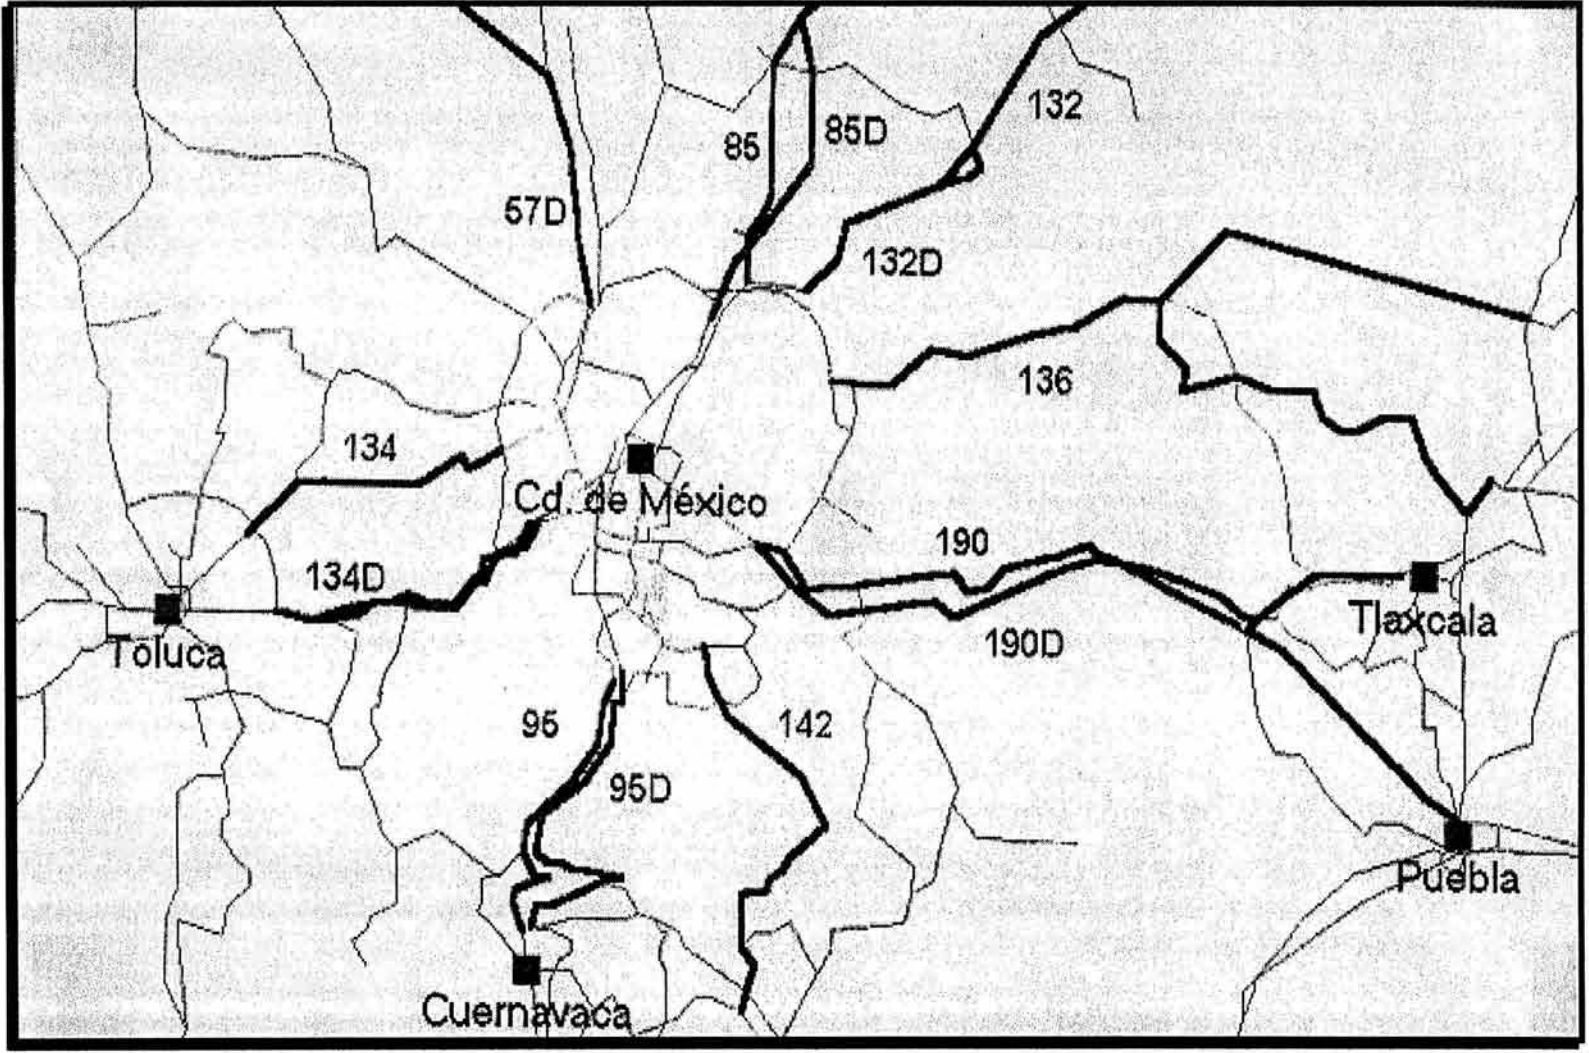 132
85
85D
57D
132D
136
134
Cd. de México
190
134D
Tlaxcala
190D
Toluca
95
142
95D
Puebla
Cuernavaca